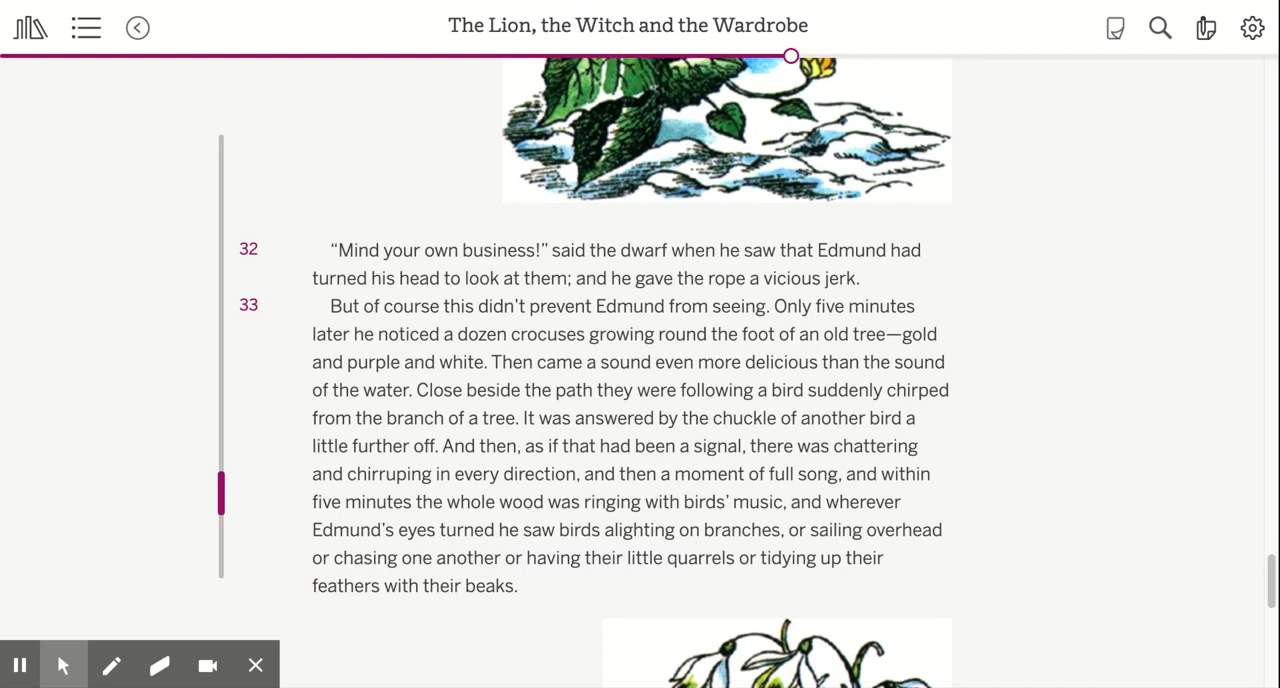 The Lion, the Witch and the Wardrobe
32
“Mind your own business!” said the dwarf when he saw that Edmund had
turned his head to look at them; and he gave the rope a vicious jerk.
33
But of course this didn’t prevent Edmund from seeing. Only five minutes
later he noticed a dozen crocuses growing round the foot of an old tree—gold
and purple and white. Then came a sound even more delicious than the sound
of the water. Close beside the path they were following a bird suddenly chirped
from the branch of a tree. It was answered by the chuckle of another bird a
little further off. And then, as if that had been a signal, there was chattering
and chirruping in every direction, and then a moment of full song, and within
five minutes the whole wood was ringing with birds’ music, and wherever
Edmund’s eyes turned he saw birds alighting on branches, or sailing overhead
or chasing one another or having their little quarrels or tidying up their
feathers with their beaks.